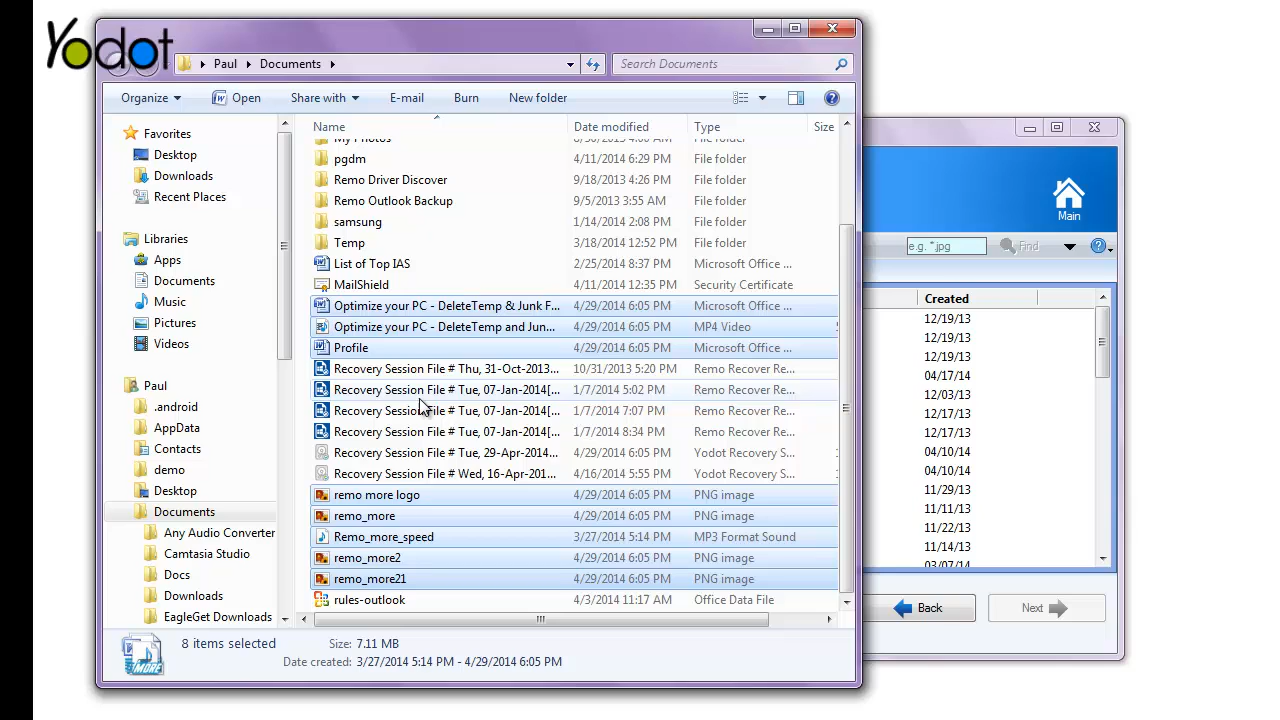 Yodot
Paul Documents Search Documents
Organize Open Share with E-mail Burn New folder
Name Date modified Type Size
My Photos 8/30/2013 4:00 AM File folder
pgdm 4/11/2014 6:29 PM File folder
Remo Driver Discover 9/18/2013 4:26 PM File folder
Remo Outlook Backup 9/5/2013 3:55 AM File folder
samsung 1/14/2014 2:08 PM File folder
Temp 3/18/2014 12:52 PM File folder
List of Top IAS 2/25/2014 8:37 PM Microsoft Office ...
MailShield 4/11/2014 12:35 PM Security Certificate
Optimize your PC - DeleteTemp & Junk F... 4/29/2014 6:05 PM Microsoft Office ...
Optimize your PC - DeleteTemp and Jun... 4/29/2014 6:05 PM MP4 Video
Profile 4/29/2014 6:05 PM Microsoft Office ...
Recovery Session File # Thu, 31-Oct-2013... 10/31/2013 5:20 PM Remo Recover Re...
Recovery Session File # Tue, 07-Jan-2014[... 1/7/2014 5:02 PM Remo Recover Re...
Recovery Session File # Tue, 07-Jan-2014[... 1/7/2014 7:07 PM Remo Recover Re...
Recovery Session File # Tue, 07-Jan-2014[... 1/7/2014 8:34 PM Remo Recover Re...
Recovery Session File # Tue, 29-Apr-2014... 4/29/2014 6:05 PM Yodot Recovery S...
Recovery Session File # Wed, 16-Apr-201... 4/16/2014 5:55 PM Yodot Recovery S...
remo more logo 4/29/2014 6:05 PM PNG image
remo_more 4/29/2014 6:05 PM PNG image
Remo_more_speed 3/27/2014 5:14 PM MP3 Format Sound
remo_more2 4/29/2014 6:05 PM PNG image
remo_more21 4/29/2014 6:05 PM PNG image
rules-outlook 4/3/2014 11:17 AM Office Data File
Favorites
Desktop
Downloads
Recent Places
Libraries
Apps
Documents
Music
Pictures
Videos
Paul
.android
AppData
Contacts
demo
Desktop
Documents
Any Audio Converter
Camtasia Studio
Docs
Downloads
EagleGet Downloads
8 items selected Size: 7.11 MB
Date created: 3/27/2014 5:14 PM - 4/29/2014 6:05 PM
Main
e.g. *.jpg Find
Created
12/19/13
12/19/13
12/19/13
04/17/14
12/03/13
12/17/13
12/17/13
04/10/14
04/10/14
11/29/13
11/11/13
11/22/13
11/14/13
03/07/14
Back Next